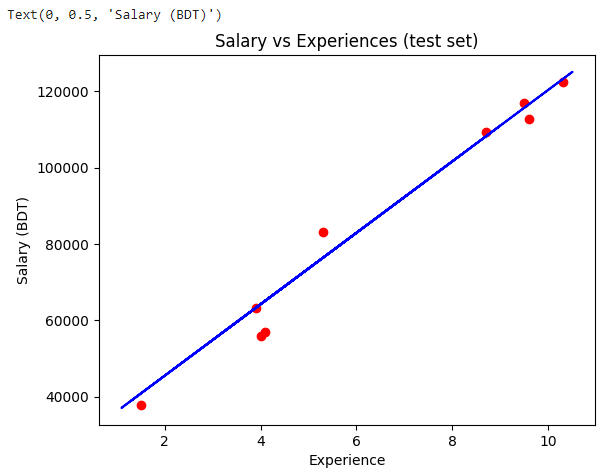 Text(0, 0.5, 'Salary (BDT)')
Salary vs Experiences (test set)
120000
100000
80000
60000
40000
Salary (BDT)
2 4 6 8 10
Experience